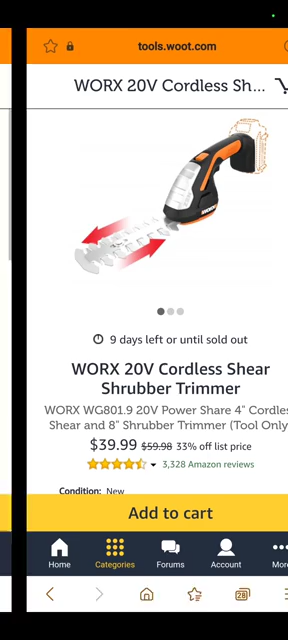 tools.woot.com
WORX 20V Cordless Sh...
WORX
9 days left or until sold out
WORX 20V Cordless Shear
Shrubber Trimmer
WORX WG801.9 20V Power Share 4" Cordles
Shear and 8" Shrubber Trimmer (Tool Only
$39.99 $59.98 33% off list price
3,328 Amazon reviews
Condition: New
Add to cart
Home Categories Forums Account More
28